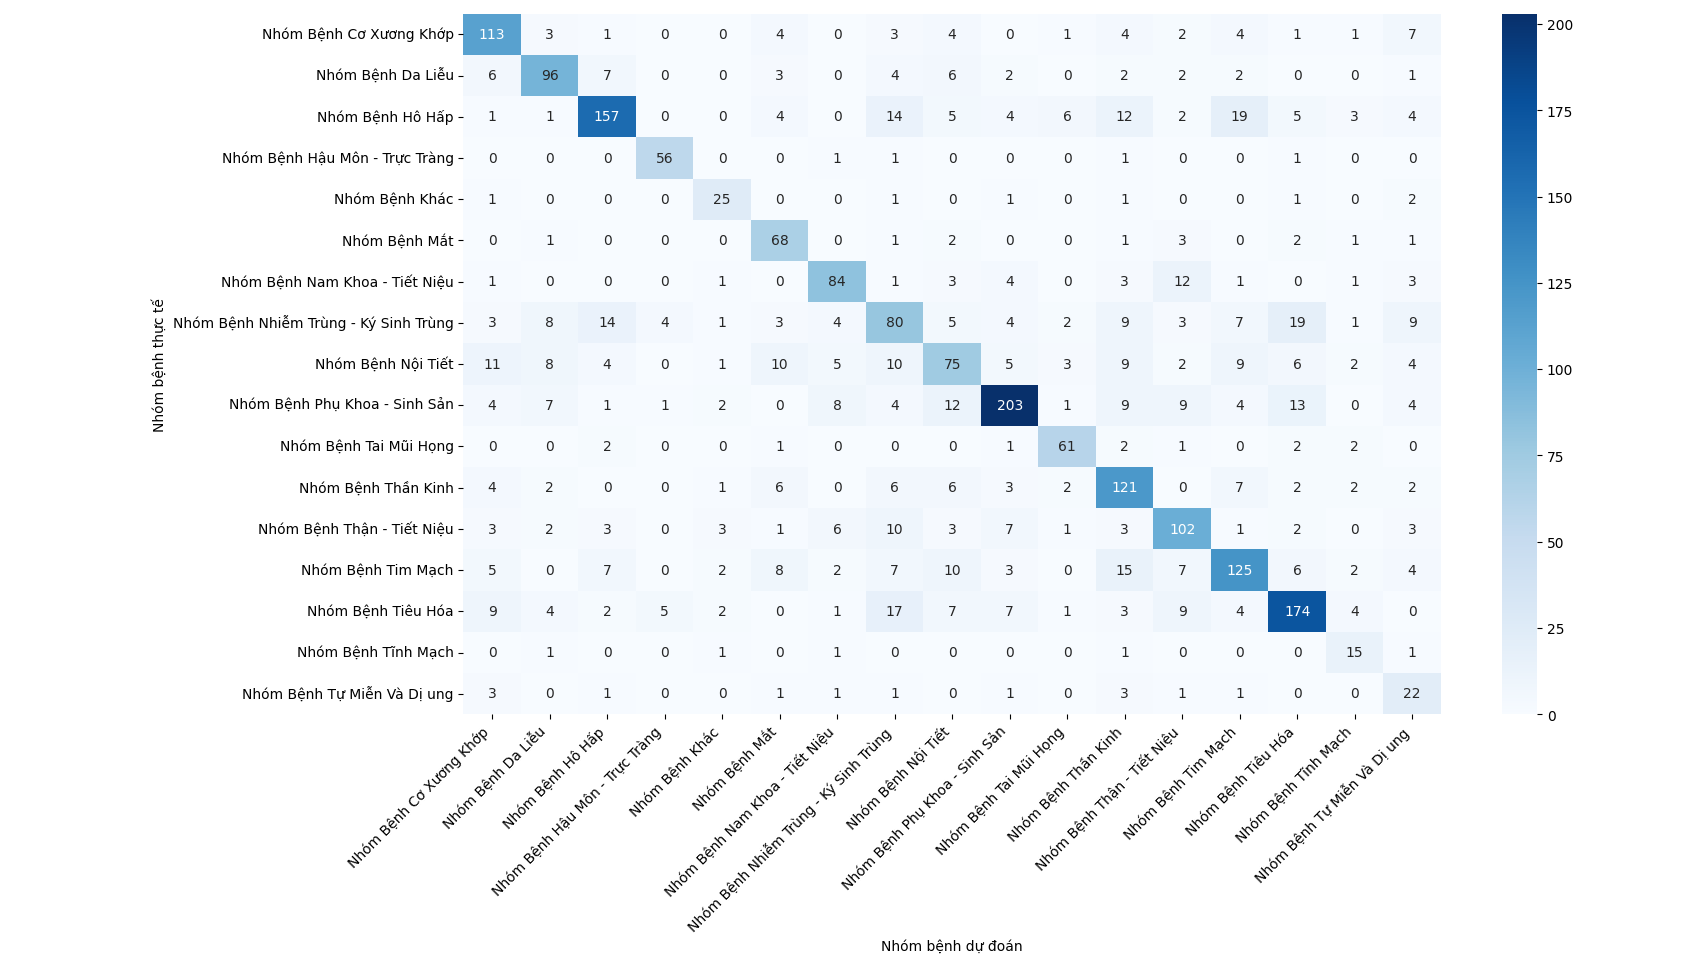 Nhóm Bệnh Cơ Xương Khớp 113 3 1 0 0 4 0 3 4 0 1 4 2 4 1 1 7
Nhóm Bệnh Da Liễu 6 96 7 0 0 3 0 4 6 2 0 2 2 2 0 0 1
Nhóm Bệnh Hô Hấp 1 1 157 0 0 4 0 14 5 4 6 12 2 19 5 3 4
Nhóm Bệnh Hậu Môn - Trực Tràng 0 0 0 56 0 0 1 1 0 0 0 1 0 0 1 0 0
Nhóm Bệnh Khác 1 0 0 0 25 0 0 1 0 1 0 1 0 0 1 0 2
Nhóm Bệnh Mắt 0 1 0 0 0 68 0 1 2 0 0 1 3 0 2 1 1
Nhóm Bệnh Nam Khoa - Tiết Niệu 1 0 0 0 1 0 84 1 3 4 0 3 12 1 0 1 3
Nhóm Bệnh Nhiễm Trùng - Ký Sinh Trùng 3 8 14 4 1 3 4 80 5 4 2 9 3 7 19 1 9
Nhóm Bệnh Nội Tiết 11 8 4 0 1 10 5 10 75 5 3 9 2 9 6 2 4
Nhóm Bệnh Phụ Khoa - Sinh Sản 4 7 1 1 2 0 8 4 12 203 1 9 9 4 13 0 4
Nhóm Bệnh Tai Mũi Họng 0 0 2 0 0 1 0 0 0 1 61 2 1 0 2 2 0
Nhóm Bệnh Thần Kinh 4 2 0 0 1 6 0 6 6 3 2 121 0 7 2 2 2
Nhóm Bệnh Thận - Tiết Niệu 3 2 3 0 3 1 6 10 3 7 1 3 102 1 2 0 3
Nhóm Bệnh Tim Mạch 5 0 7 0 2 8 2 7 10 3 0 15 7 125 6 2 4
Nhóm Bệnh Tiêu Hóa 9 4 2 5 2 0 1 17 7 7 1 3 9 4 174 4 0
Nhóm Bệnh Tĩnh Mạch 0 1 0 0 1 0 1 0 0 0 0 1 0 0 0 15 1
Nhóm Bệnh Tự Miễn Và Dị ung 3 0 1 0 0 1 1 1 0 1 0 3 1 1 0 0 22
Nhóm bệnh thực tế
Nhóm Bệnh Cơ Xương Khớp
Nhóm Bệnh Da Liễu
Nhóm Bệnh Hô Hấp
Nhóm Bệnh Hậu Môn - Trực Tràng
Nhóm Bệnh Khác
Nhóm Bệnh Mắt
Nhóm Bệnh Nam Khoa - Tiết Niệu
Nhóm Bệnh Nhiễm Trùng - Ký Sinh Trùng
Nhóm Bệnh Nội Tiết
Nhóm Bệnh Phụ Khoa - Sinh Sản
Nhóm Bệnh Tai Mũi Họng
Nhóm Bệnh Thần Kinh
Nhóm Bệnh Thận - Tiết Niệu
Nhóm Bệnh Tim Mạch
Nhóm Bệnh Tiêu Hóa
Nhóm Bệnh Tĩnh Mạch
Nhóm Bệnh Tự Miễn Và Dị ung
Nhóm bệnh dự đoán
200
175
150
125
100
75
50
25
0